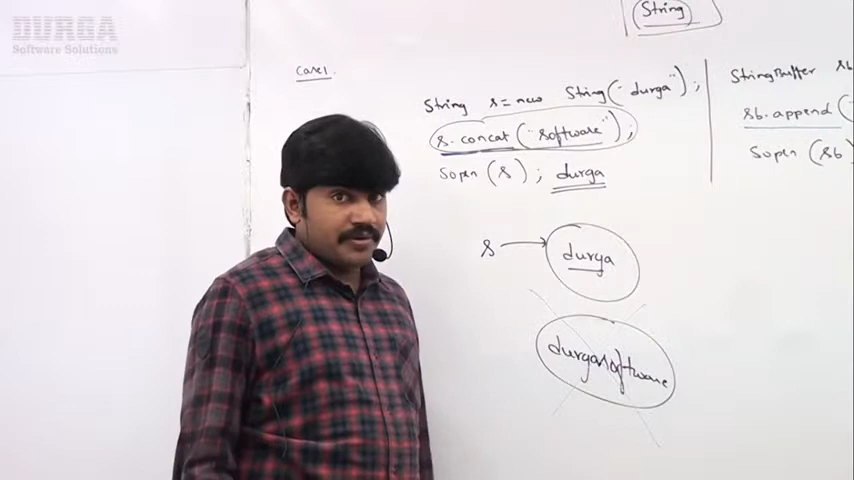 DURGA
Software Solutions
String
Case1.
String s = new String("durga");
s.concat("software");
Sopln(s); durga
StringBuffer sb
sb.append("
Sopln(sb)
s → durga
durgasoftware